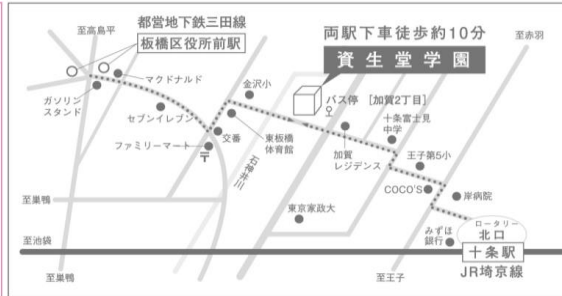 都営地下鉄三田線
板橋区役所前駅
両駅下車徒歩約10分
資生堂学園
至高島平
至赤羽
マクドナルド
金沢小
バス停 [加賀2丁目]
ガソリン
スタンド
セブンイレブン
交番
東板橋
体育館
十条富士見
中学
ファミリーマート
〒
石神井川
加賀
レジデンス
王子第5小
COCO'S
岸病院
至巣鴨
東京家政大
ロータリー
北口
みずほ
銀行
至池袋
十条駅
JR埼京線
至巣鴨
至王子